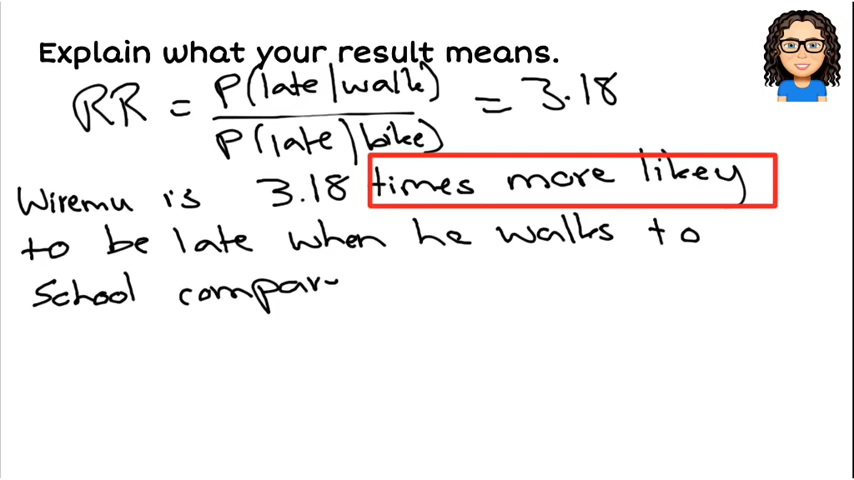 Explain what your result means.
RR = P(late|walk) / P(late)|bike) = 3.18
Wiremu is 3.18 times more likey
to be late when he walks to
School compar